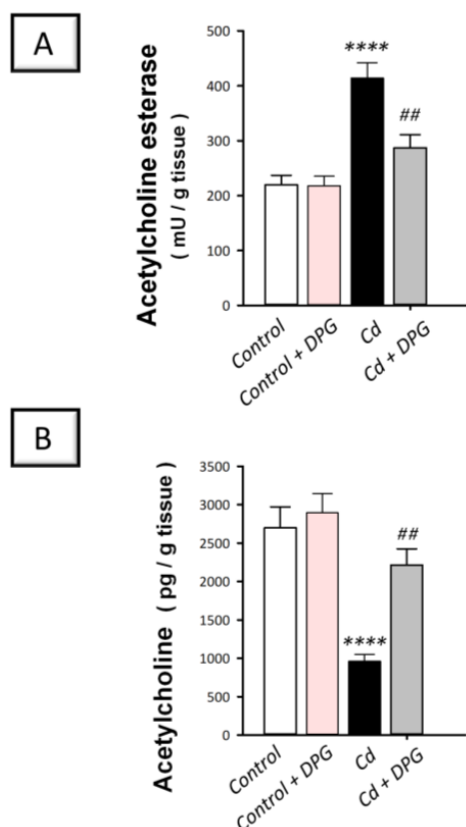 A
Acetylcholine esterase
( mU / g tissue )
500
400
300
200
100
0
****
##
Control
Control + DPG
Cd
Cd + DPG
B
Acetylcholine ( pg / g tissue )
3500
3000
2500
2000
1500
1000
500
0
****
##
Control
Control + DPG
Cd
Cd + DPG